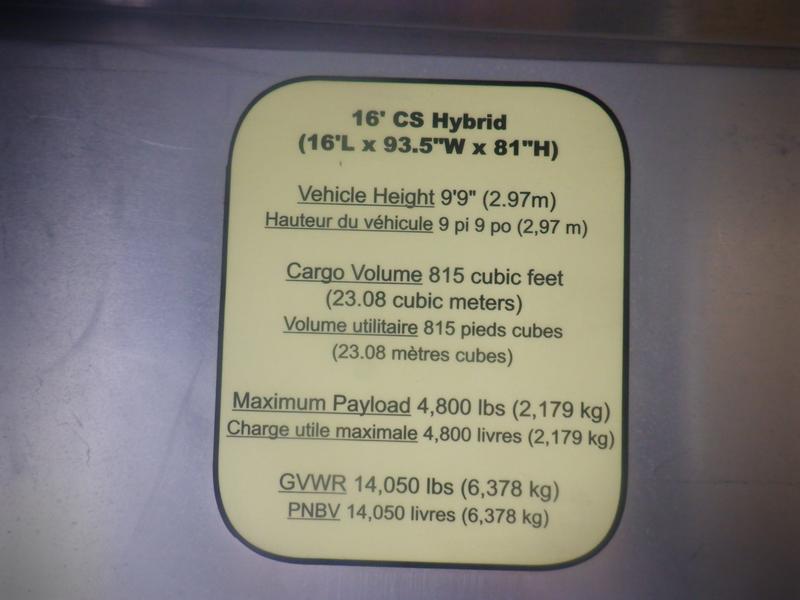 16' CS Hybrid
(16'L x 93.5"W x 81"H)
Vehicle Height 9'9" (2.97m)
Hauteur du véhicule 9 pi 9 po (2,97 m)
Cargo Volume 815 cubic feet
(23.08 cubic meters)
Volume utilitaire 815 pieds cubes
(23.08 mètres cubes)
Maximum Payload 4,800 lbs (2,179 kg)
Charge utile maximale 4,800 livres (2,179 kg)
GVWR 14,050 lbs (6,378 kg)
PNBV 14,050 livres (6,378 kg)